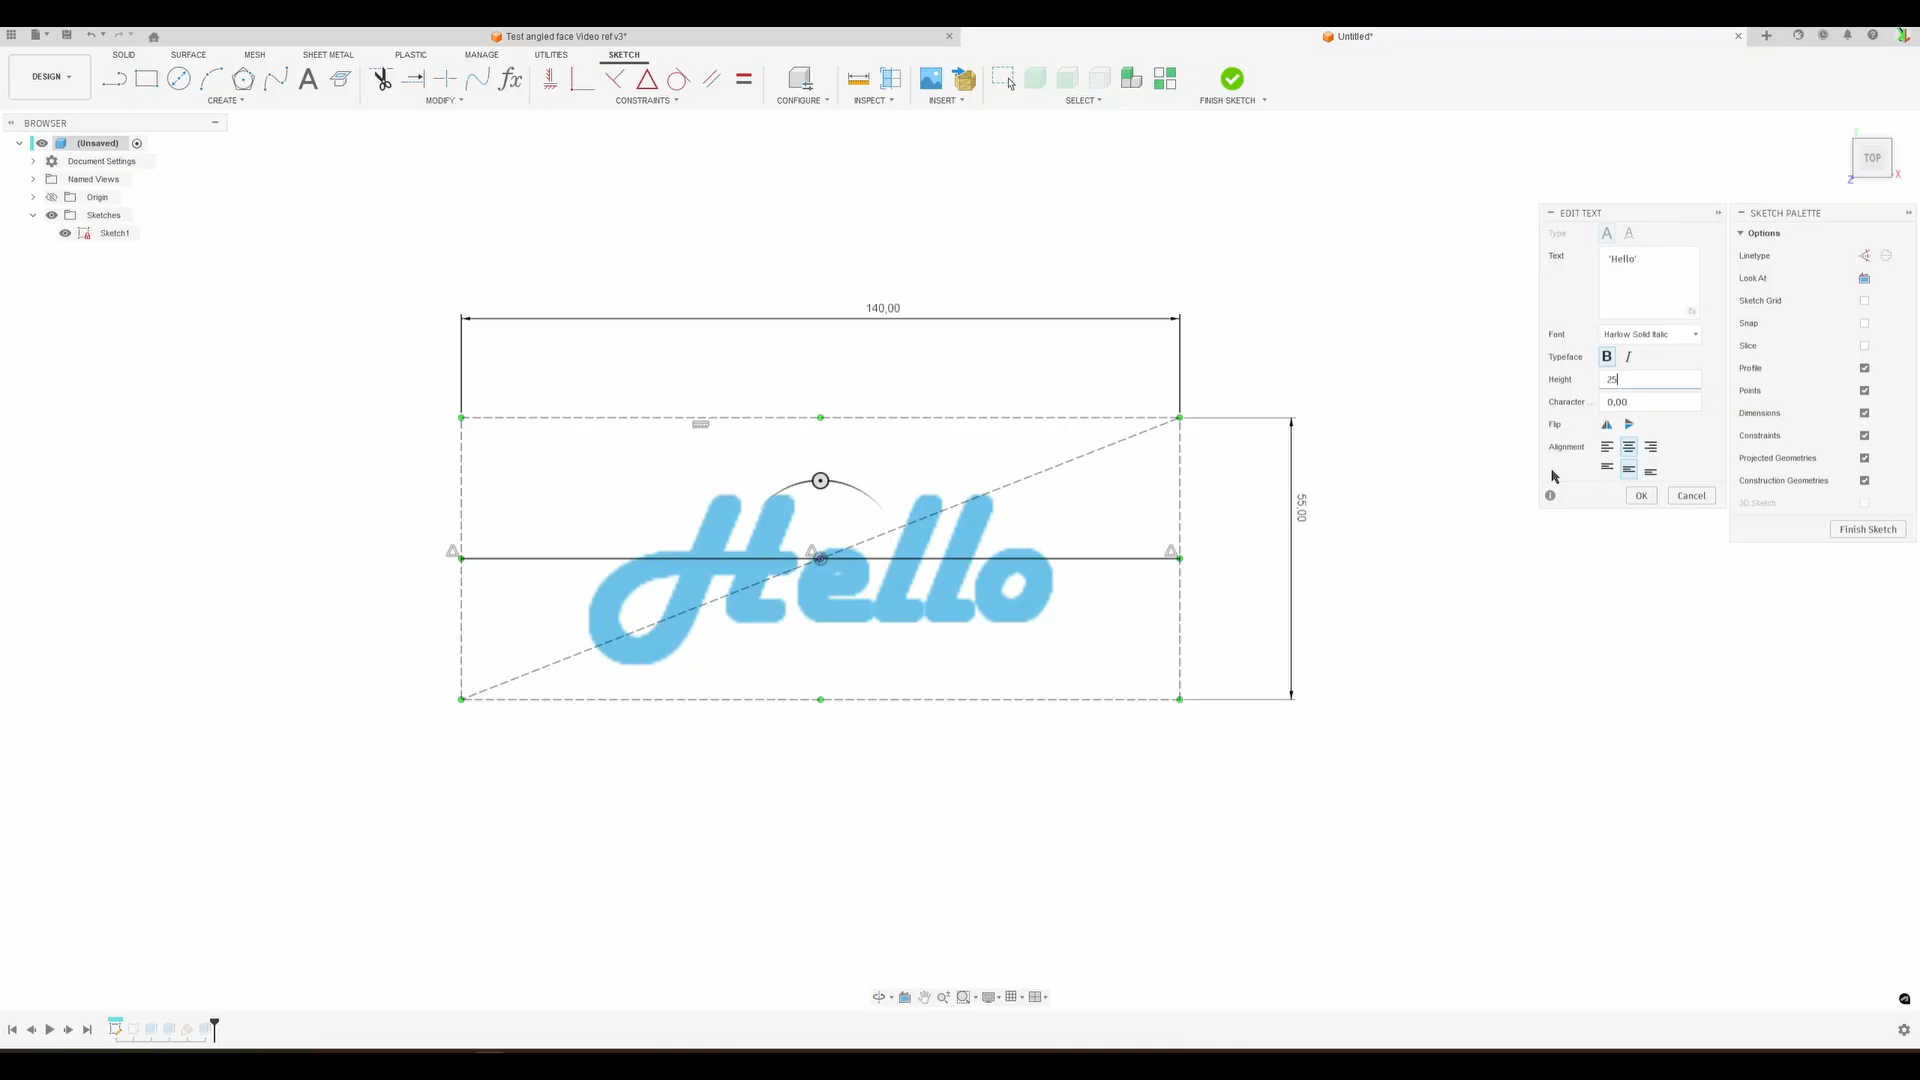 Test angled face Video ref v3*
Untitled*
DESIGN
SOLID
SURFACE
MESH
SHEET METAL
PLASTIC
MANAGE
UTILITIES
SKETCH
CREATE
MODIFY
CONSTRAINTS
CONFIGURE
INSPECT
INSERT
SELECT
FINISH SKETCH
BROWSER
(Unsaved)
Document Settings
Named Views
Origin
Sketches
Sketch1
TOP
Z
X
140,00
55,00
Hello
EDIT TEXT
Type
Text
'Hello'
fx
Font
Harlow Solid Italic
Typeface
B
I
Height
25
Character ...
0,00
Flip
Alignment
OK
Cancel
SKETCH PALETTE
Options
Linetype
Look At
Sketch Grid
Snap
Slice
Profile
Points
Dimensions
Constraints
Projected Geometries
Construction Geometries
3D Sketch
Finish Sketch